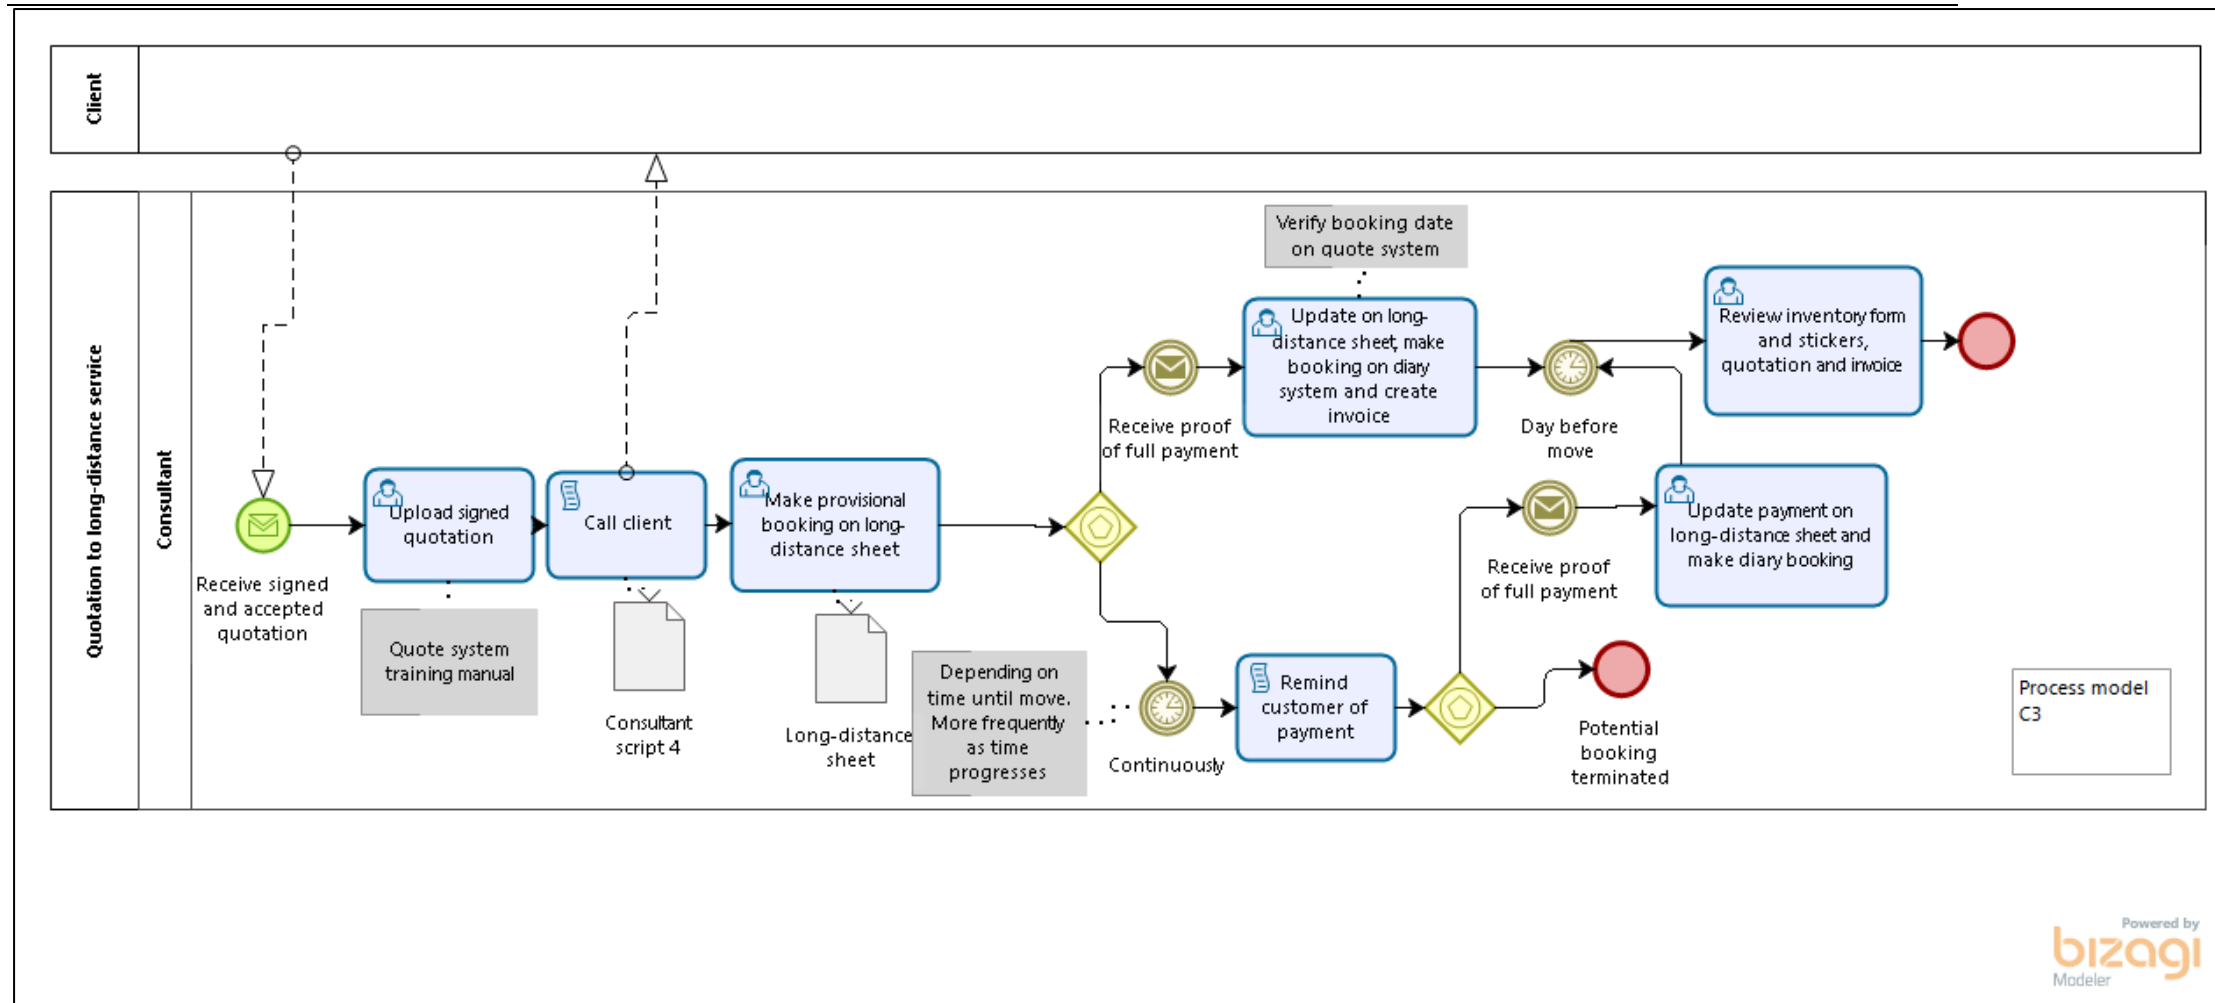 Client
Quotation to long-distance service
Consultant
Receive signed
and accepted
quotation
Upload signed
quotation
Quote system
training manual
Call client
Consultant
script 4
Make provisional
booking on long-
distance sheet
Long-distance
sheet
Receive proof
of full payment
Verify booking date
on quote system
Update on long-
distance sheet, make
booking on diary
system and create
invoice
Day before
move
Review inventory form
and stickers,
quotation and invoice
Depending on
time until move.
More frequently
as time
progresses
Continuously
Remind
customer of
payment
Receive proof
of full payment
Update payment on
long-distance sheet and
make diary booking
Potential
booking
terminated
Process model
C3
Powered by
bizagi
Modeler